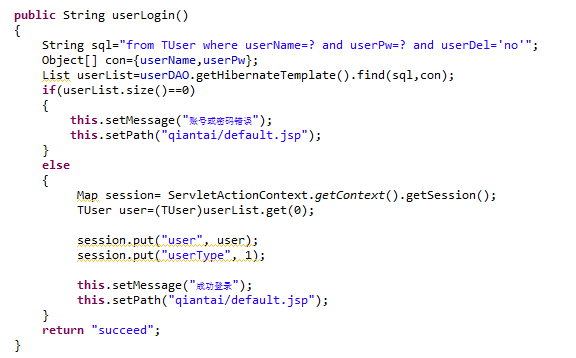 public String userLogin()
{
String sql="from TUser where userName=? and userPw=? and userDel='no'";
Object[] con={userName,userPw};
List userList=userDAO.getHibernateTemplate().find(sql,con);
if(userList.size()==0)
{
this.setMessage("账号或密码错误");
this.setPath("qiantai/default.jsp");
}
else
{
Map session= ServletActionContext.getContext().getSession();
TUser user=(TUser)userList.get(0);
session.put("user", user);
session.put("userType", 1);
this.setMessage("成功登录");
this.setPath("qiantai/default.jsp");
}
return "succeed";
}